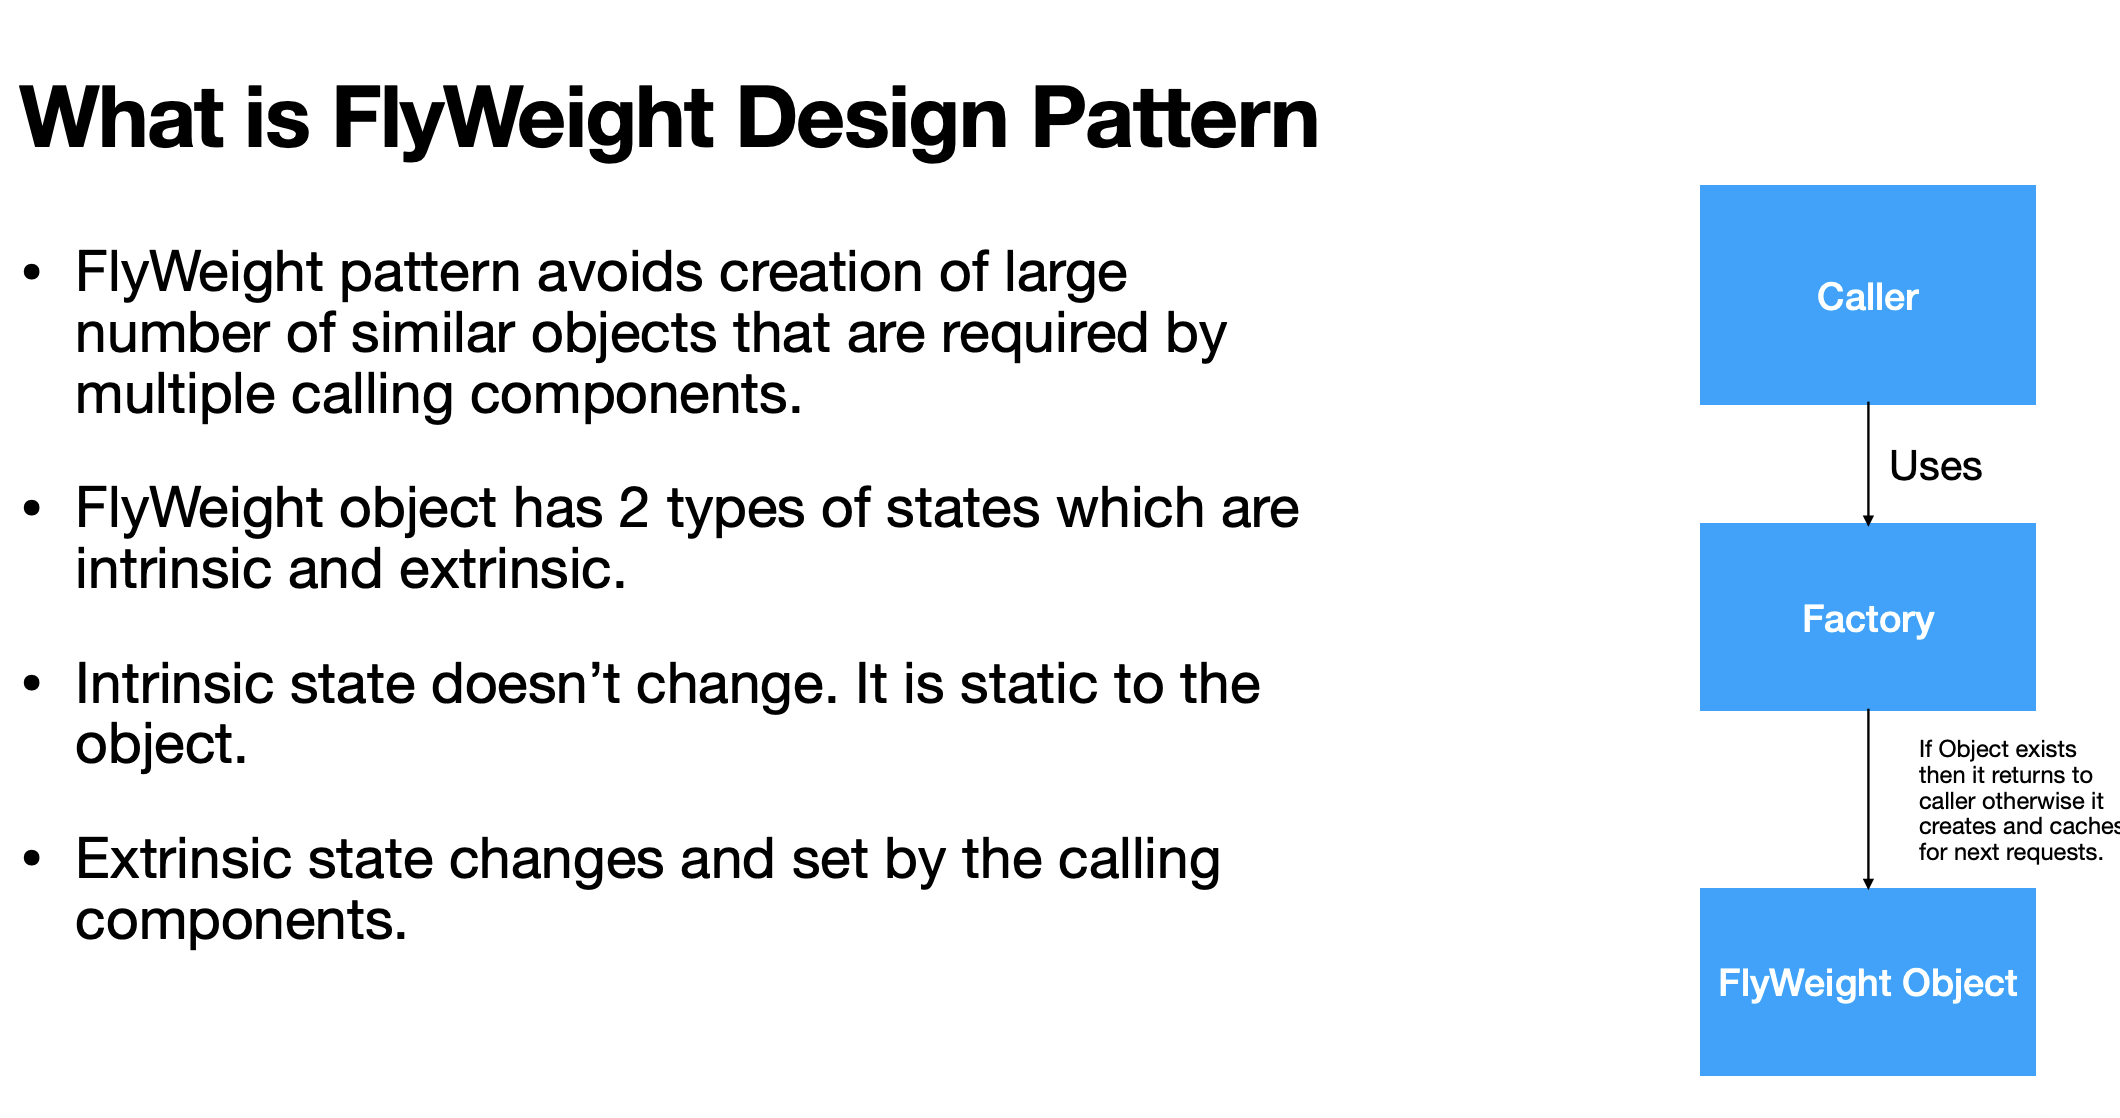 What is FlyWeight Design Pattern
• FlyWeight pattern avoids creation of large
number of similar objects that are required by
multiple calling components.
• FlyWeight object has 2 types of states which are
intrinsic and extrinsic.
• Intrinsic state doesn’t change. It is static to the
object.
• Extrinsic state changes and set by the calling
components.
Caller
Uses
Factory
If Object exists
then it returns to
caller otherwise it
creates and caches
for next requests.
FlyWeight Object